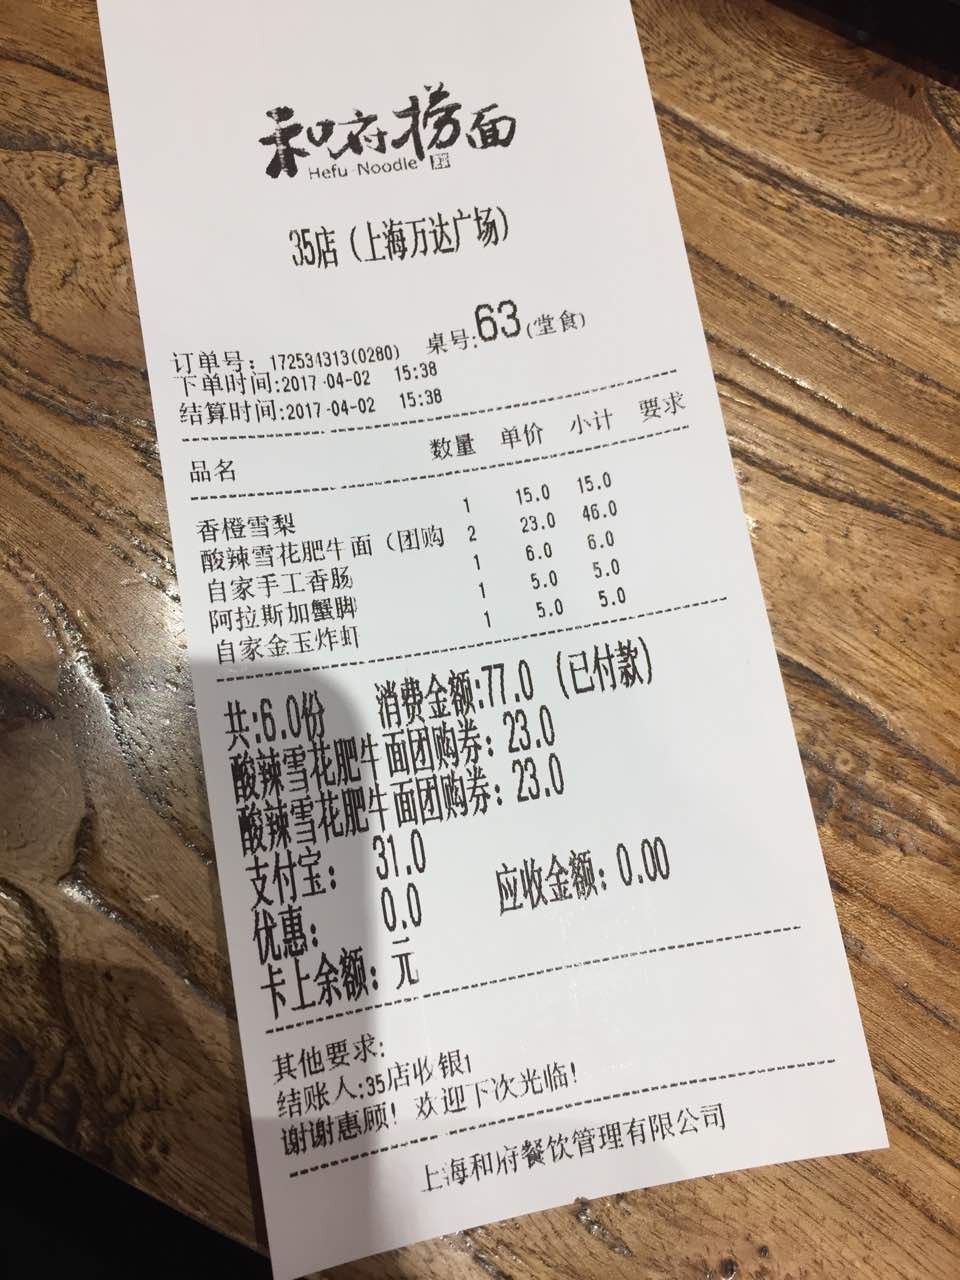 和府捞面
Hefu Noodle
35店（上海万达广场）
订单号：172534313(0280) 桌号:63(堂食)
下单时间:2017-04-02 15:38
结算时间:2017-04-02 15:38
品名 数量 单价 小计 要求
香橙雪梨 1 15.0 15.0
酸辣雪花肥牛面（团购 2 23.0 46.0
自家手工香肠 1 6.0 6.0
阿拉斯加蟹脚 1 5.0 5.0
自家金玉炸虾 1 5.0 5.0
共:6.0份 消费金额:77.0（已付款）
酸辣雪花肥牛面团购券: 23.0
酸辣雪花肥牛面团购券: 23.0
支付宝: 31.0
优惠: 0.0 应收金额: 0.00
卡上余额: 元
其他要求:
结账人:35店收银1
谢谢惠顾！欢迎下次光临！
上海和府餐饮管理有限公司